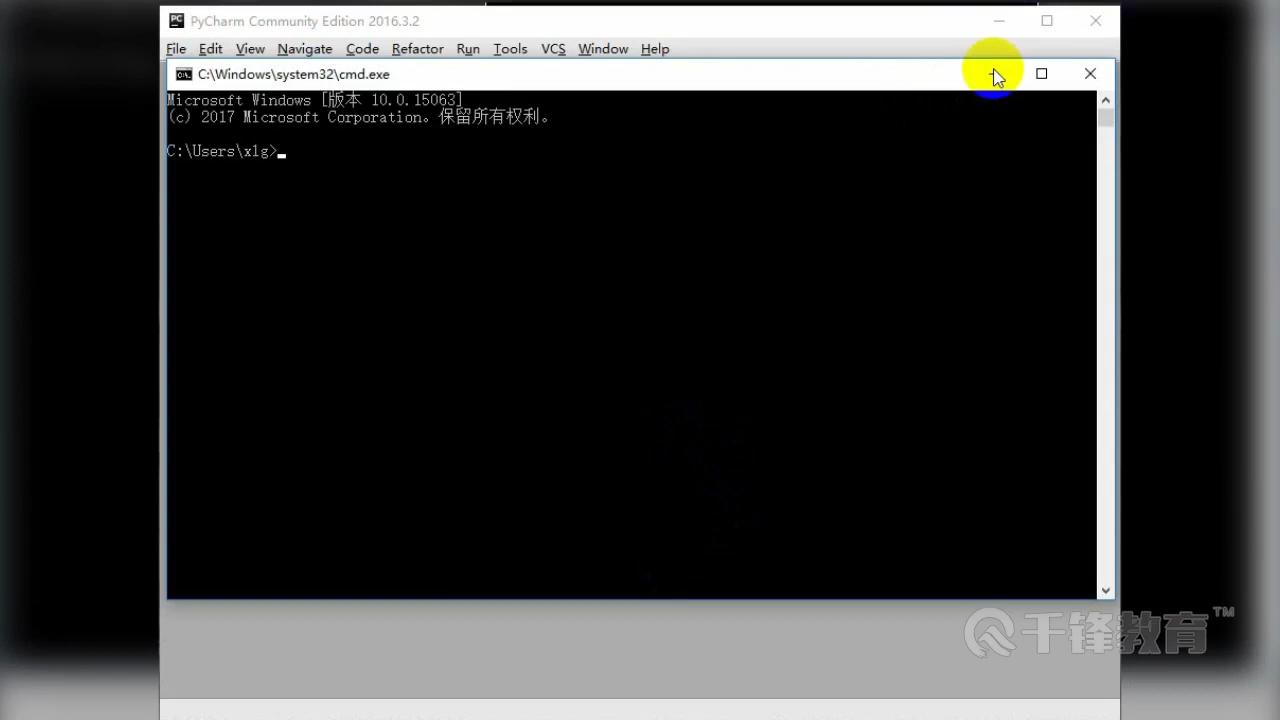 PyCharm Community Edition 2016.3.2
File Edit View Navigate Code Refactor Run Tools VCS Window Help
C:\Windows\system32\cmd.exe
Microsoft Windows [版本 10.0.15063]
(c) 2017 Microsoft Corporation。保留所有权利。
C:\Users\xlg>
千锋教育™